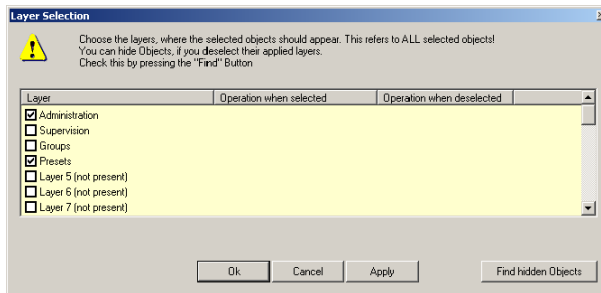 Layer Selection
Choose the layers, where the selected objects should appear. This refers to ALL selected objects!
You can hide Objects, if you deselect their applied layers.
Check this by pressing the "Find" Button
Layer Operation when selected Operation when deselected
Administration
Supervision
Groups
Presets
Layer 5 (not present)
Layer 6 (not present)
Layer 7 (not present)
Ok Cancel Apply Find hidden Objects